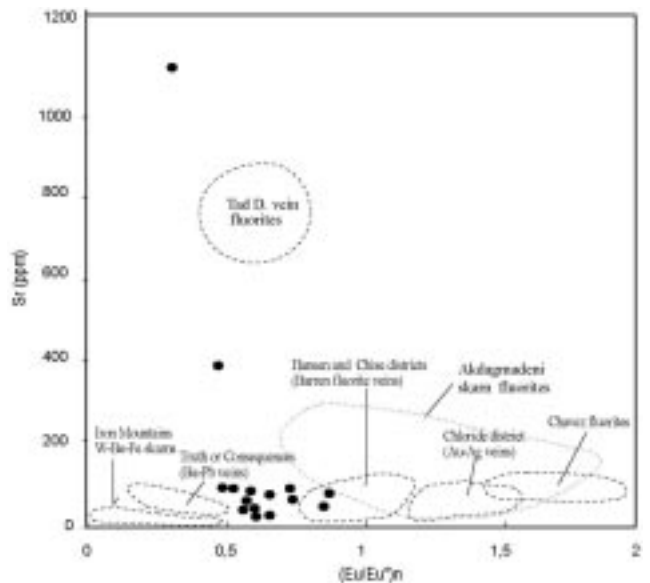 1200
1000
800
600
400
200
0
Sr (ppm)
Tad D. vein
fluorites
Hansen and Chise districts
(Barren fluorite veins)
Akdagmadeni
skarn fluorites
Iron Mountains
W-Be-Fe skarns
Truth or Consequences
(Ba-Pb veins)
Chloride district
(Au-Ag veins)
Chavez fluorites
0
0,5
1
1,5
2
(Eu/Eu*)n